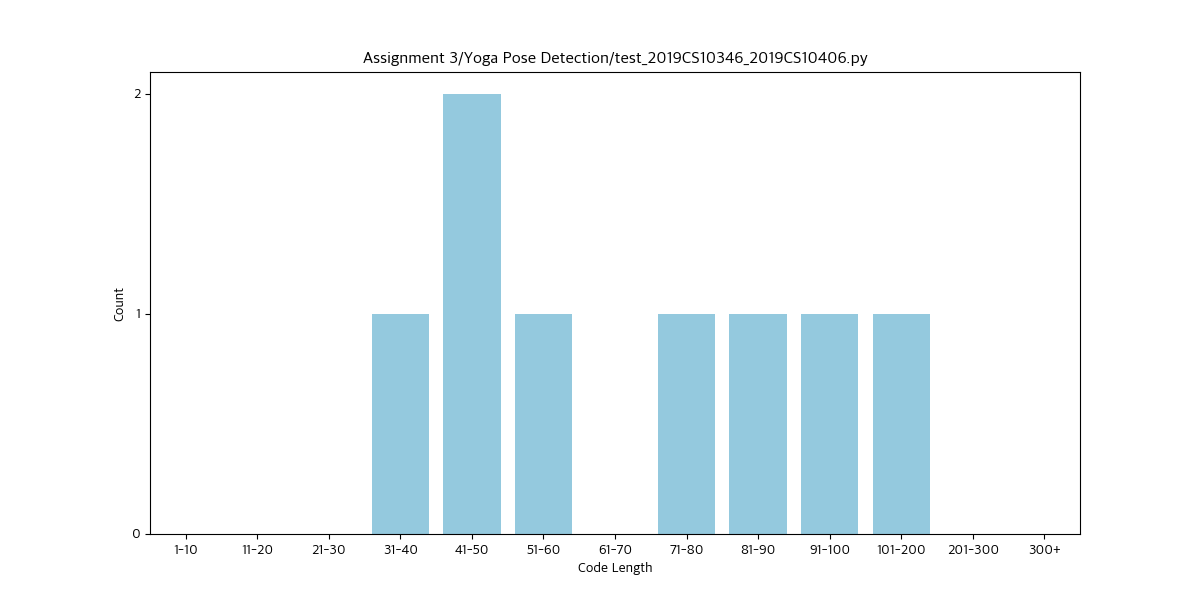 Assignment 3/Yoga Pose Detection/test_2019CS10346_2019CS10406.py
Count
2
1
0
1-10 11-20 21-30 31-40 41-50 51-60 61-70 71-80 81-90 91-100 101-200 201-300 300+
Code Length